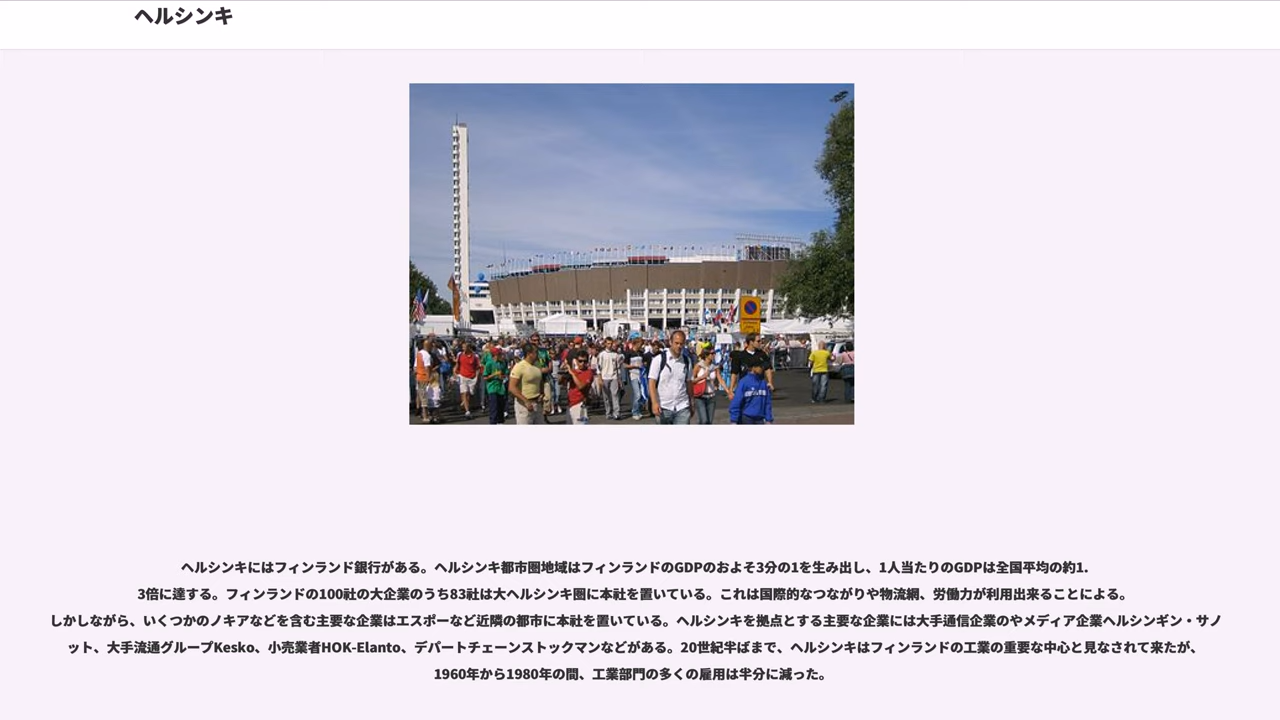 ヘルシンキ
ヘルシンキにはフィンランド銀行がある。ヘルシンキ都市圏地域はフィンランドのGDPのおよそ3分の1を生み出し、1人当たりのGDPは全国平均の約1.
3倍に達する。フィンランドの100社の大企業のうち83社は大ヘルシンキ圏に本社を置いている。これは国際的なつながりや物流網、労働力が利用出来ることによる。
しかしながら、いくつかのノキアなどを含む主要な企業はエスポーなど近隣の都市に本社を置いている。ヘルシンキを拠点とする主要な企業には大手通信企業のやメディア企業ヘルシンギン・サノ
ット、大手流通グループKesko、小売業者HOK-Elanto、デパートチェーンストックマンなどがある。20世紀半ばまで、ヘルシンキはフィンランドの工業の重要な中心と見なされて来たが、
1960年から1980年の間、工業部門の多くの雇用は半分に減った。